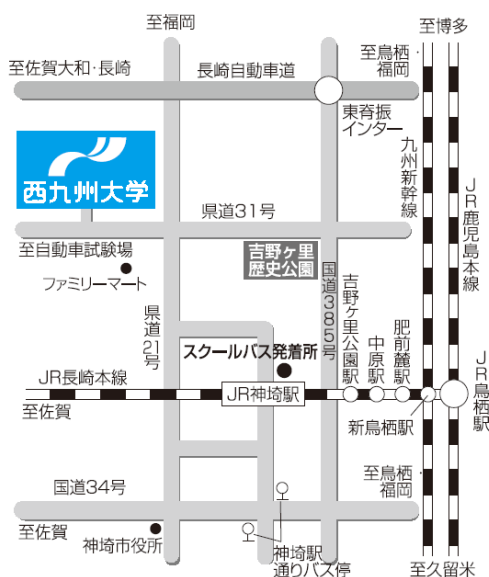 至福岡
至博多
至鳥栖
福岡
至佐賀大和・長崎
長崎自動車道
東脊振
インター
九州新幹線
JR鹿児島本線
西九州大学
県道31号
至自動車試験場
ファミリーマート
吉野ヶ里
歴史公園
国道385号
県道21号
吉野ヶ里公園駅
中原駅
肥前麓駅
スクールバス発着所
JR長崎本線
JR神埼駅
JR鳥栖駅
至佐賀
新鳥栖駅
至鳥栖
福岡
国道34号
至佐賀
神埼市役所
神埼駅
通りバス停
至久留米